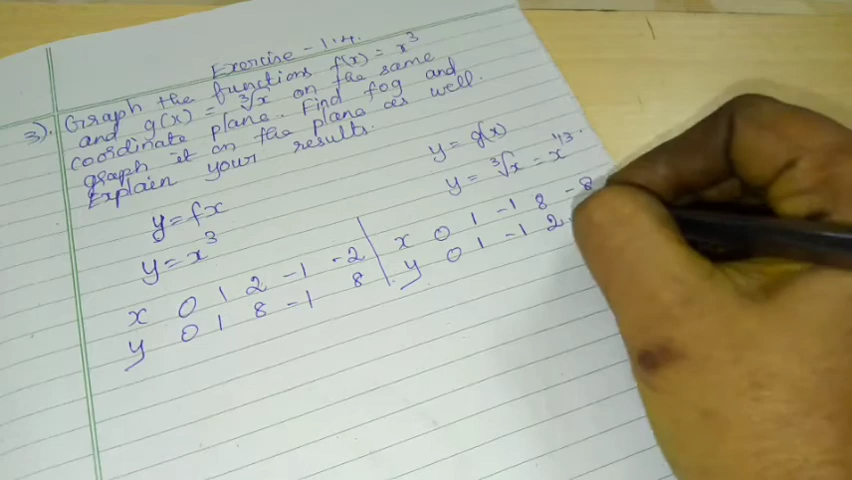 Exercise - 1.4.
3). Graph the functions f(x) = x³
and g(x) = ∛x on the same
coordinate plane. Find fog and
graph it on the plane as well.
Explain your results.
y = fx
y = x³
x 0 1 2 -1 -2
y 0 1 8 -1 8
y = g(x)
y = ∛x = x^1/3.
x 0 1 -1 8 -8
y 0 1 -1 2